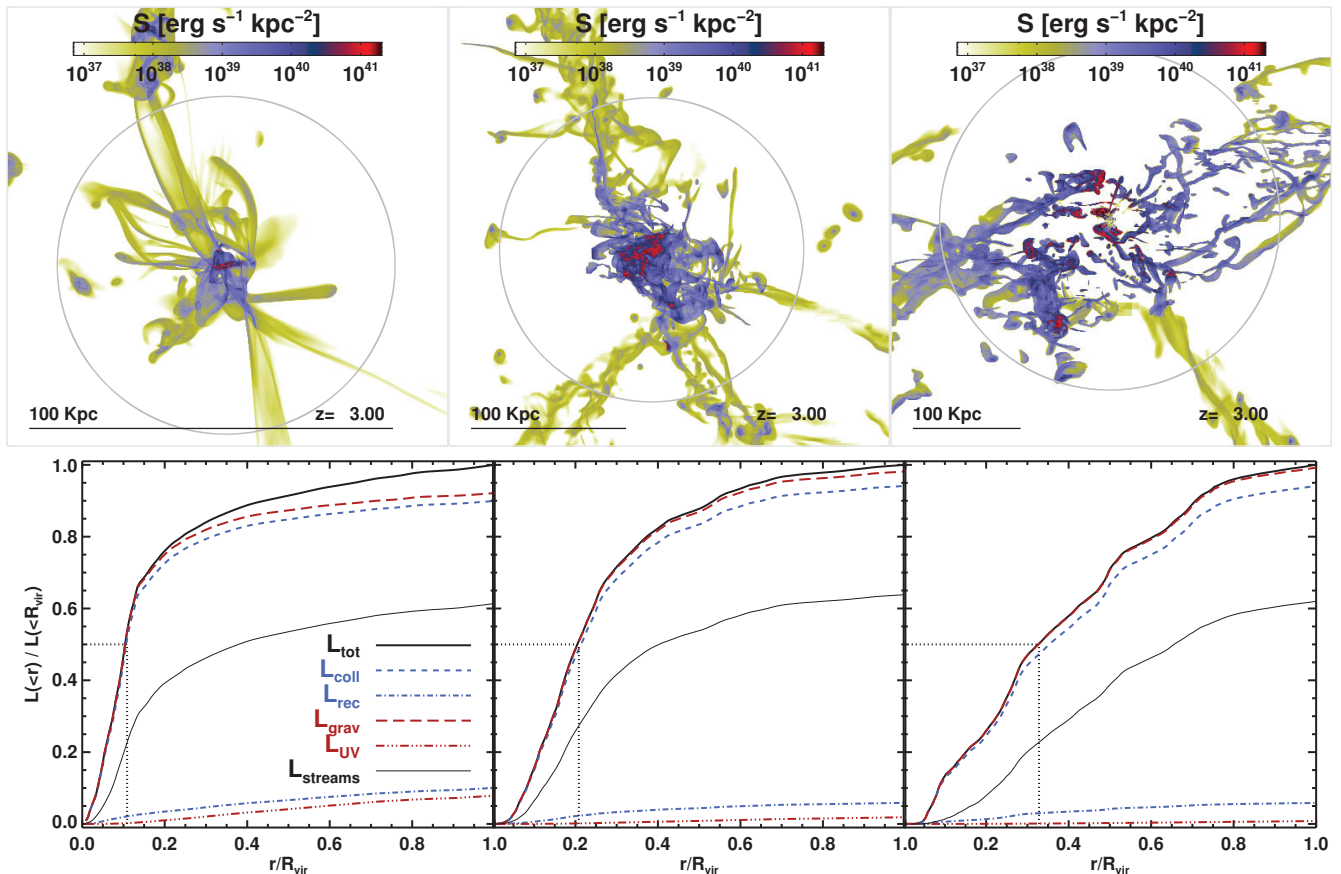 S [erg s⁻¹ kpc⁻²]
10³⁷ 10³⁸ 10³⁹ 10⁴⁰ 10⁴¹
100 Kpc
z= 3.00
S [erg s⁻¹ kpc⁻²]
10³⁷ 10³⁸ 10³⁹ 10⁴⁰ 10⁴¹
100 Kpc
z= 3.00
S [erg s⁻¹ kpc⁻²]
10³⁷ 10³⁸ 10³⁹ 10⁴⁰ 10⁴¹
100 Kpc
z= 3.00
L(<r) / L(<R_vir)
1.0
0.8
0.6
0.4
0.2
0.0
L_tot
L_coll
L_rec
L_grav
L_UV
L_streams
0.0 0.2 0.4 0.6 0.8 1.0 0.2 0.4 0.6 0.8 1.0 0.2 0.4 0.6 0.8 1.0
r/R_vir
r/R_vir
r/R_vir